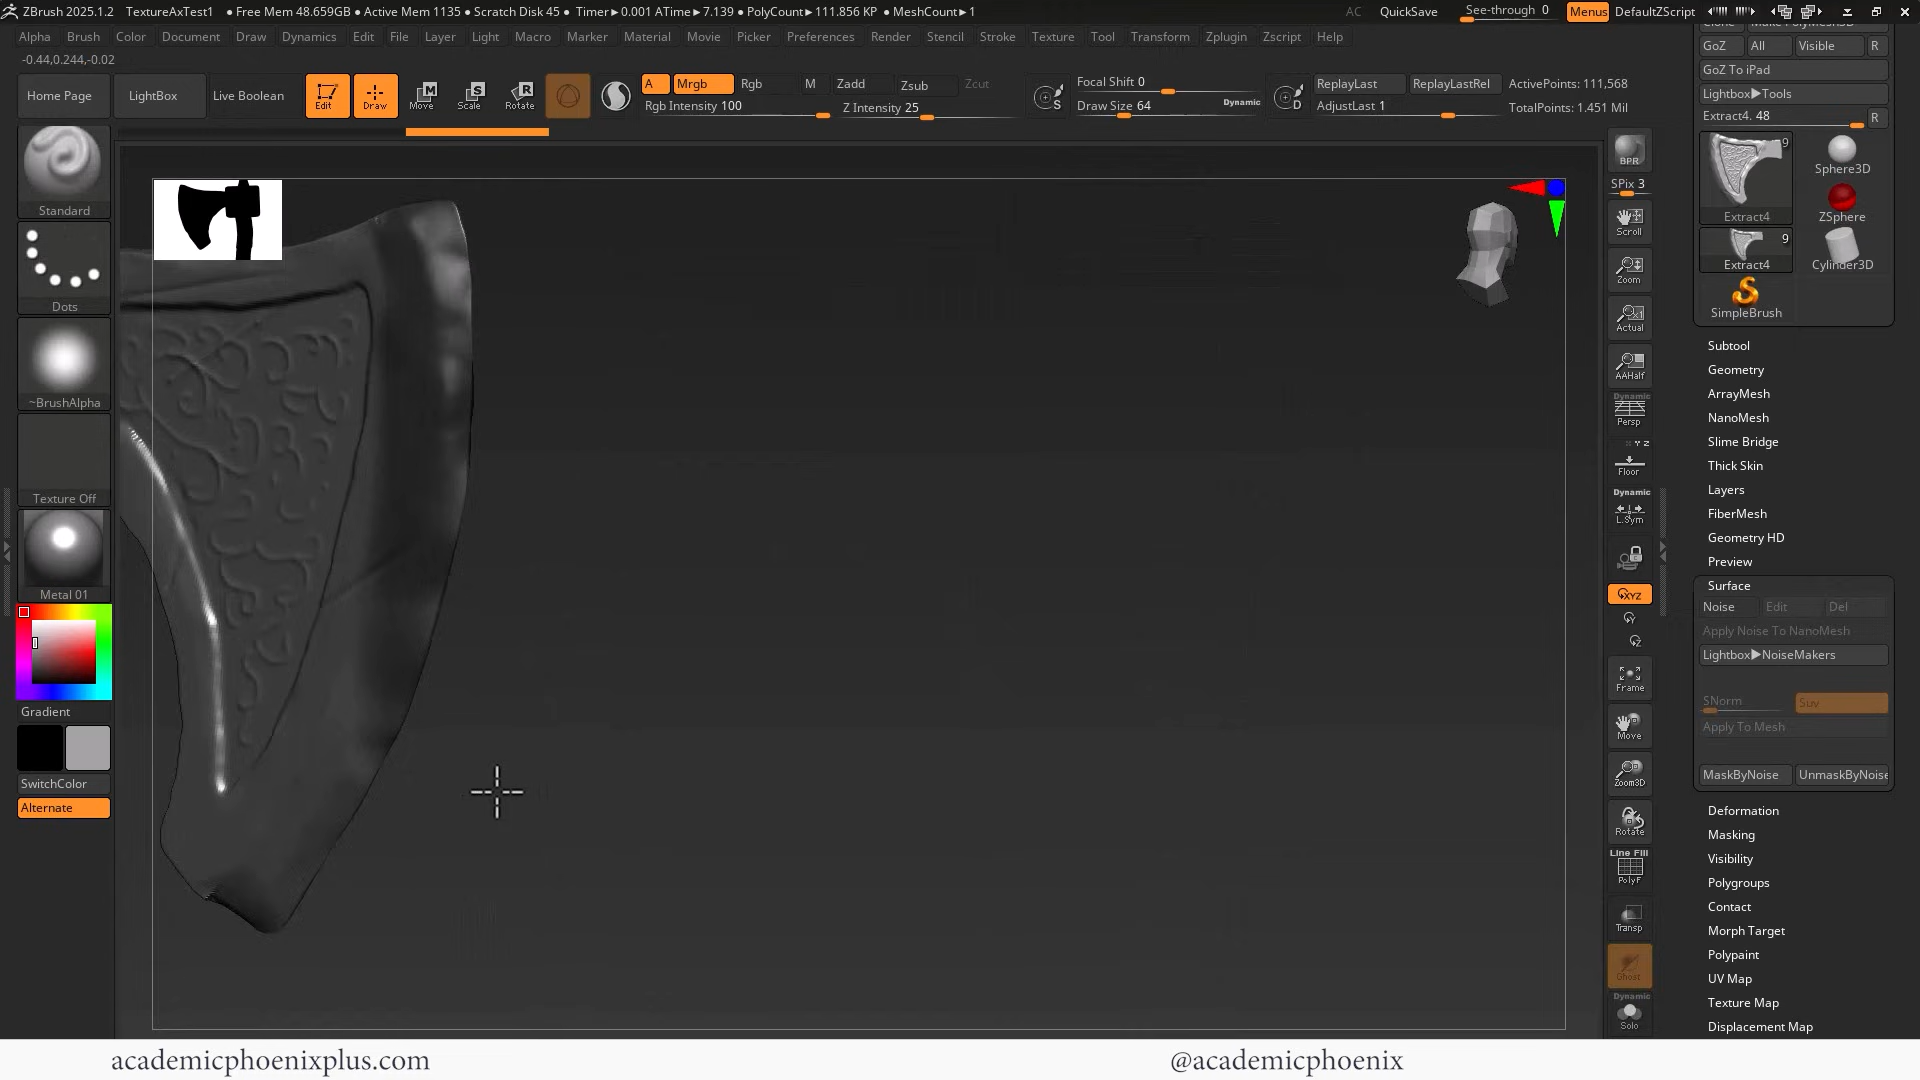 ZBrush 2025.1.2 TextureAxTest1 ● Free Mem 48.659GB ● Active Mem 1135 ● Scratch Disk 45 ● Timer▶0.001 ATime▶7.139 ● PolyCount▶111.856 KP ● MeshCount▶1
AC QuickSave See-through 0 Menus DefaultZScript
Alpha Brush Color Document Draw Dynamics Edit File Layer Light Macro Marker Material Movie Picker Preferences Render Stencil Stroke Texture Tool Transform Zplugin Zscript Help
-0.44,0.244,-0.02
Home Page LightBox Live Boolean Edit Draw Move Scale Rotate
A Mrgb Rgb M Zadd Zsub Zcut
Rgb Intensity 100 Z Intensity 25
Focal Shift 0
Draw Size 64 Dynamic
ReplayLast ReplayLastRel ActivePoints: 111,568
AdjustLast 1 TotalPoints: 1.451 Mil
Standard
Dots
~BrushAlpha
Texture Off
Metal 01
Gradient
SwitchColor
Alternate
BPR
SPix 3
Scroll
Zoom
Actual
AAHalf
Dynamic
Persp
Floor
Dynamic
L.Sym
XYZ
Frame
Move
Zoom3D
Rotate
Line Fill
PolyF
Transp
Ghost
Dynamic
Solo
GoZ All Visible R
GoZ To iPad
Lightbox▶Tools
Extract4. 48 R
9
Extract4
Sphere3D
ZSphere
9
Extract4
Cylinder3D
SimpleBrush
Subtool
Geometry
ArrayMesh
NanoMesh
Slime Bridge
Thick Skin
Layers
FiberMesh
Geometry HD
Preview
Surface
Noise Edit Del
Apply Noise To NanoMesh
Lightbox▶NoiseMakers
SNorm Suv
Apply To Mesh
MaskByNoise UnmaskByNoise
Deformation
Masking
Visibility
Polygroups
Contact
Morph Target
Polypaint
UV Map
Texture Map
Displacement Map
academicphoenixplus.com
@academicphoenix